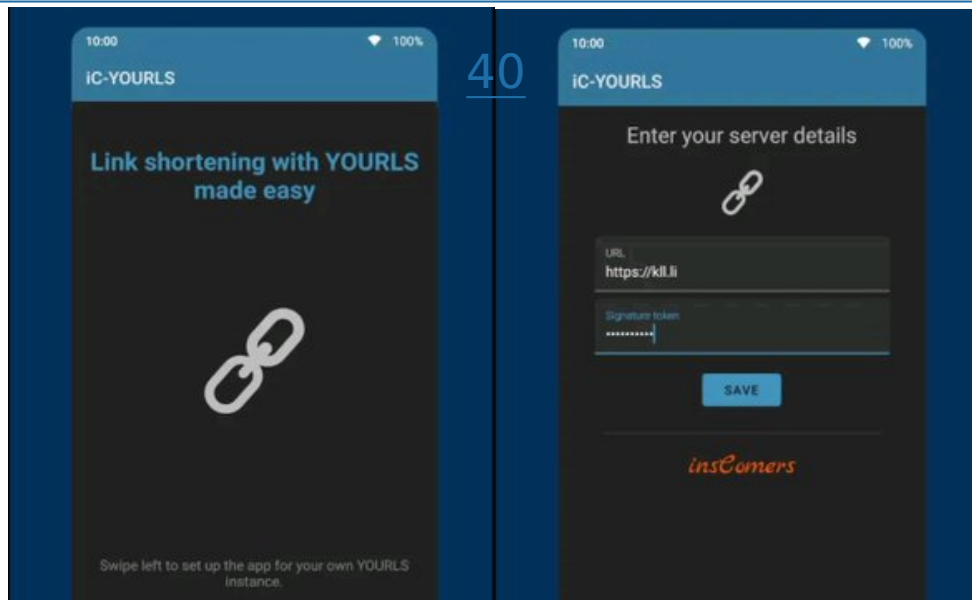 10:00 100%
iC-YOURLS
Link shortening with YOURLS
made easy
Swipe left to set up the app for your own YOURLS
instance.
40
10:00 100%
iC-YOURLS
Enter your server details
URL
https://kll.li
Signature token
••••••••••
SAVE
insComers